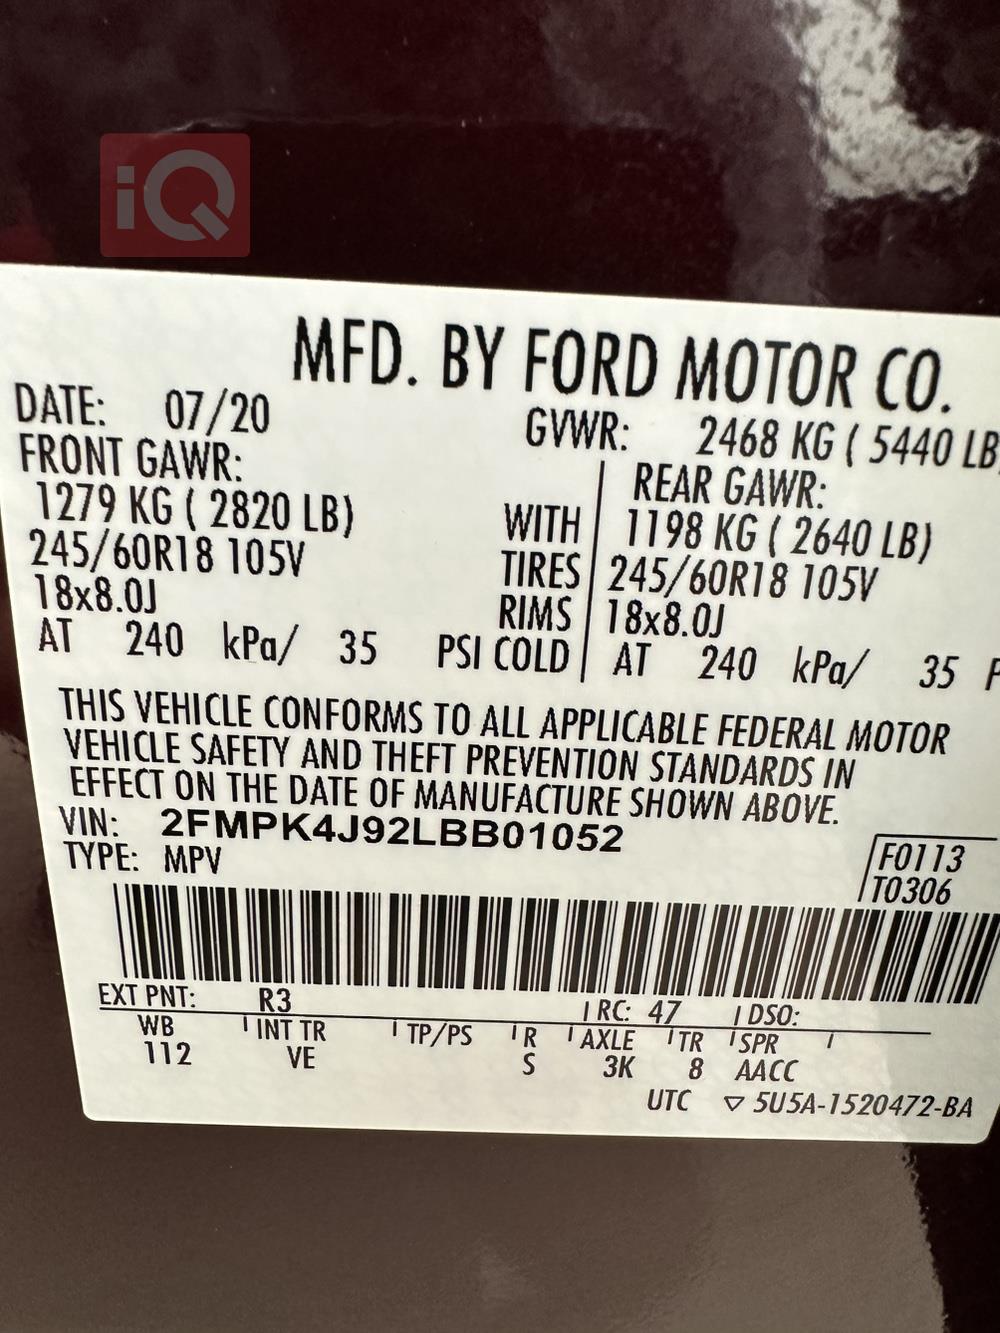 iQ
MFD. BY FORD MOTOR CO.
DATE: 07/20 GVWR: 2468 KG ( 5440 LB
FRONT GAWR: REAR GAWR:
1279 KG ( 2820 LB) WITH 1198 KG ( 2640 LB)
245/60R18 105V TIRES 245/60R18 105V
18x8.0J RIMS 18x8.0J
AT 240 kPa/ 35 PSI COLD AT 240 kPa/ 35 P
THIS VEHICLE CONFORMS TO ALL APPLICABLE FEDERAL MOTOR
VEHICLE SAFETY AND THEFT PREVENTION STANDARDS IN
EFFECT ON THE DATE OF MANUFACTURE SHOWN ABOVE.
VIN: 2FMPK4J92LBB01052
TYPE: MPV
F0113
T0306
EXT PNT: R3 RC: 47 DSO:
WB INT TR TP/PS R AXLE TR SPR
112 VE S 3K 8 AACC
UTC ▽ 5U5A-1520472-BA